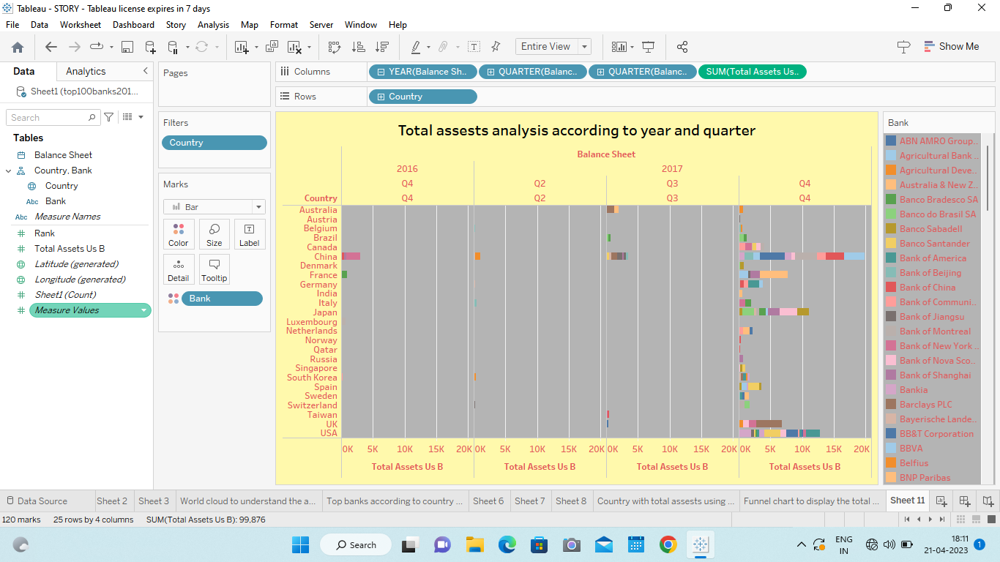 Tableau - STORY - Tableau license expires in 7 days
File Data Worksheet Dashboard Story Analysis Map Format Server Window Help
Entire View
Show Me
Data Analytics
Sheet1 (top100banks201...
Search
Tables
Balance Sheet
Country, Bank
Country
Abc Bank
Abc Measure Names
Rank
Total Assets Us B
Latitude (generated)
Longitude (generated)
Sheet1 (Count)
Measure Values
Pages
Filters
Country
Marks
Bar
Color Size Label
Detail Tooltip
Bank
Columns YEAR(Balance Sh.. QUARTER(Balanc.. QUARTER(Balanc.. SUM(Total Assets Us..
Rows Country
Total assests analysis according to year and quarter
Balance Sheet
2016 2017
Q4 Q2 Q3 Q4
Country Q4 Q2 Q3 Q4
Australia
Austria
Belgium
Brazil
Canada
China
Denmark
France
Germany
India
Italy
Japan
Luxembourg
Netherlands
Norway
Qatar
Russia
Singapore
South Korea
Spain
Sweden
Switzerland
Taiwan
UK
USA
0K 5K 10K 15K 20K 0K 5K 10K 15K 20K 0K 5K 10K 15K 20K 0K 5K 10K 15K 20K
Total Assets Us B Total Assets Us B Total Assets Us B Total Assets Us B
Bank
ABN AMRO Group..
Agricultural Bank ..
Agricultural Deve..
Australia & New Z..
Banco Bradesco SA
Banco do Brasil SA
Banco Sabadell
Banco Santander
Bank of America
Bank of Beijing
Bank of China
Bank of Communi..
Bank of Jiangsu
Bank of Montreal
Bank of New York ..
Bank of Nova Sco..
Bank of Shanghai
Bankia
Barclays PLC
Bayerische Lande..
BB&T Corporation
BBVA
Belfius
BNP Paribas
Data Source Sheet 2 Sheet 3 World cloud to understand the a... Top banks according to country ... Sheet 6 Sheet 7 Sheet 8 Country with total assests using ... Funnel chart to display the total ... Sheet 11
120 marks 25 rows by 4 columns SUM(Total Assets Us B): 99,876
Search
ENG
IN
18:11
21-04-2023
1